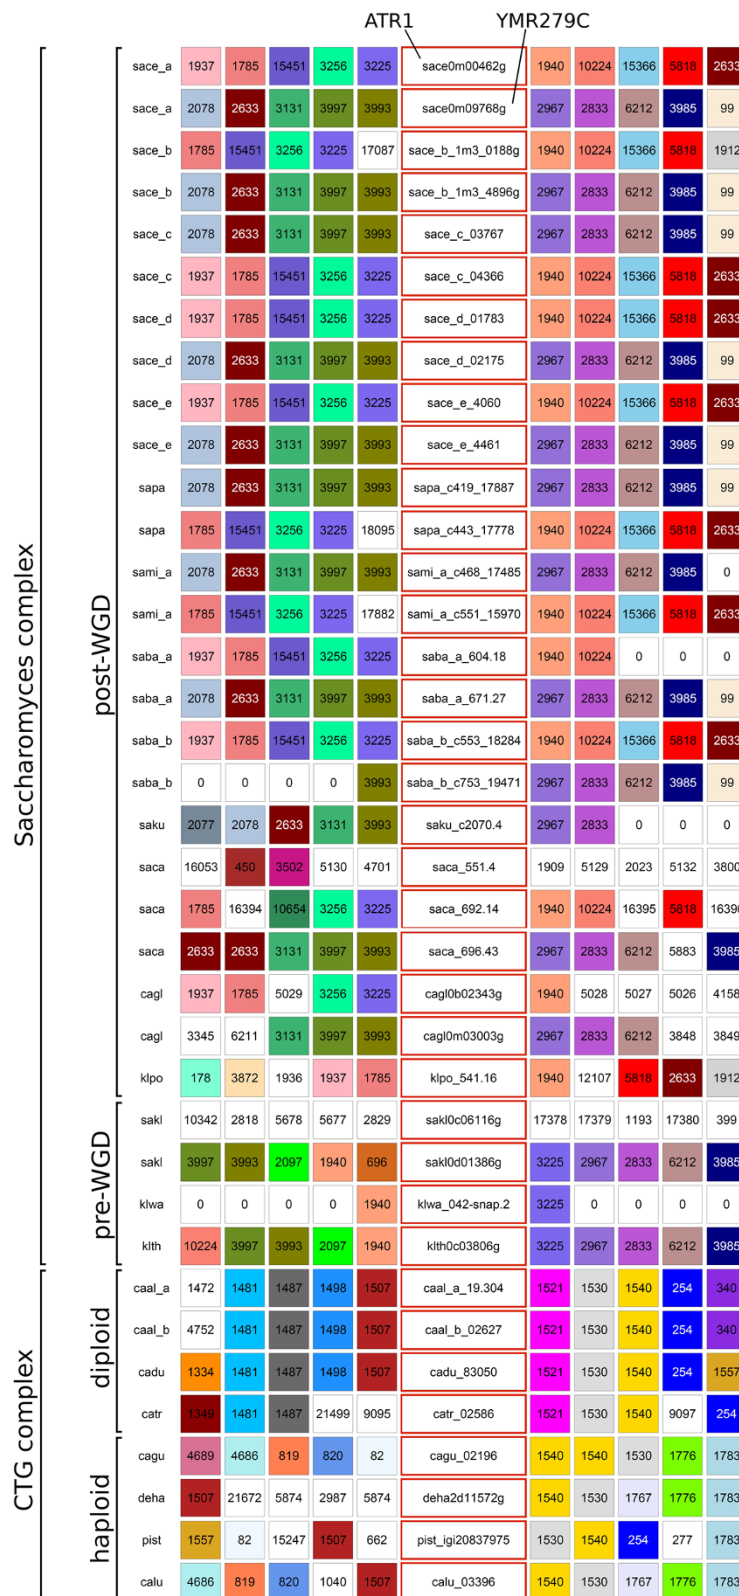 ATR1 YMR279C
sace_a 1937 1785 15451 3256 3225 sace0m00462g 1940 10224 15366 5818 2633
sace_a 2078 2633 3131 3997 3993 sace0m09768g 2967 2833 6212 3985 99
sace_b 1785 15451 3256 3225 17087 sace_b_1m3_0188g 1940 10224 15366 5818 1912
sace_b 2078 2633 3131 3997 3993 sace_b_1m3_4896g 2967 2833 6212 3985 99
sace_c 2078 2633 3131 3997 3993 sace_c_03767 2967 2833 6212 3985 99
sace_c 1937 1785 15451 3256 3225 sace_c_04366 1940 10224 15366 5818 2633
sace_d 1937 1785 15451 3256 3225 sace_d_01783 1940 10224 15366 5818 2633
sace_d 2078 2633 3131 3997 3993 sace_d_02175 2967 2833 6212 3985 99
sace_e 1937 1785 15451 3256 3225 sace_e_4060 1940 10224 15366 5818 2633
sace_e 2078 2633 3131 3997 3993 sace_e_4461 2967 2833 6212 3985 99
sapa 2078 2633 3131 3997 3993 sapa_c419_17887 2967 2833 6212 3985 99
sapa 1785 15451 3256 3225 18095 sapa_c443_17778 1940 10224 15366 5818 2633
sami_a 2078 2633 3131 3997 3993 sami_a_c468_17485 2967 2833 6212 3985 0
sami_a 1785 15451 3256 3225 17882 sami_a_c551_15970 1940 10224 15366 5818 2633
saba_a 1937 1785 15451 3256 3225 saba_a_604.18 1940 10224 0 0 0
saba_a 2078 2633 3131 3997 3993 saba_a_671.27 2967 2833 6212 3985 99
saba_b 1937 1785 15451 3256 3225 saba_b_c553_18284 1940 10224 15366 5818 2633
saba_b 0 0 0 0 3993 saba_b_c753_19471 2967 2833 6212 3985 99
saku 2077 2078 2633 3131 3993 saku_c2070.4 2967 2833 0 0 0
saca 16053 450 3502 5130 4701 saca_551.4 1909 5129 2023 5132 3800
saca 1785 16394 10654 3256 3225 saca_692.14 1940 10224 16395 5818
saca 2633 2633 3131 3997 3993 saca_696.43 2967 2833 6212 5883 3985
cagl 1937 1785 5029 3256 3225 cagl0b02343g 1940 5028 5027 5026 4158
cagl 3345 6211 3131 3997 3993 cagl0m03003g 2967 2833 6212 3848 3849
klpo 178 3872 1936 1937 1785 klpo_541.16 1940 12107 5818 2633 1912
sakl 10342 2818 5678 5677 2829 sakl0c06116g 17378 17379 1193 17380 399
sakl 3997 3993 2097 1940 696 sakl0d01386g 3225 2967 2833 6212 3985
klwa 0 0 0 0 1940 klwa_042-snap.2 3225 0 0 0 0
klth 10224 3997 3993 2097 1940 klth0c03806g 3225 2967 2833 6212 3985
caal_a 1472 1481 1487 1498 1507 caal_a_19.304 1521 1530 1540 254 340
caal_b 4752 1481 1487 1498 1507 caal_b_02627 1521 1530 1540 254 340
cadu 1334 1481 1487 1498 1507 cadu_83050 1521 1530 1540 254 1557
catr 1349 1481 1487 21499 9095 catr_02586 1521 1530 1540 9097 254
cagu 4689 4686 819 820 82 cagu_02196 1540 1540 1530 1776 1783
deha 1507 21672 5874 2987 5874 deha2d11572g 1540 1530 1767 1776 1783
pist 1557 82 15247 1507 662 pist_igi20837975 1530 1540 254 277 1783
calu 4686 819 820 1040 1507 calu_03396 1540 1530 1767 1776 1783
Saccharomyces complex
post-WGD
pre-WGD
CTG complex
diploid
haploid